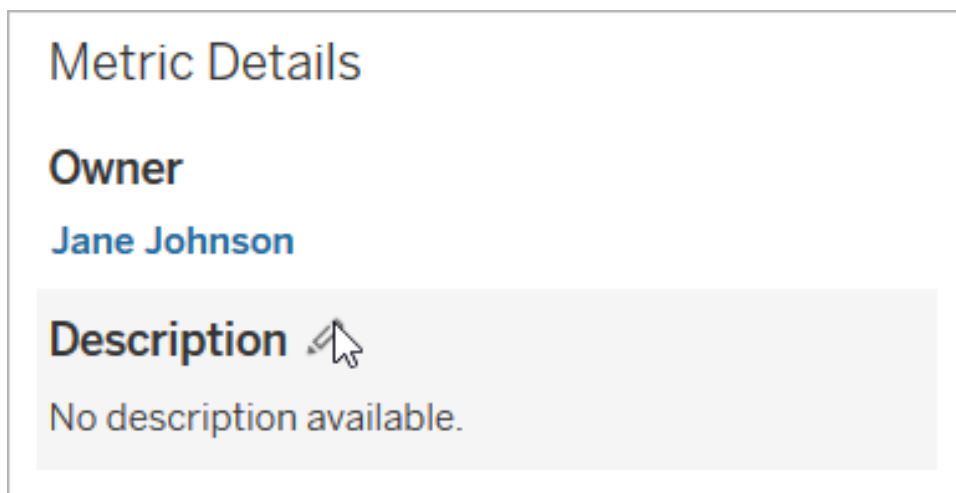 Metric Details
Owner
Jane Johnson
Description
No description available.